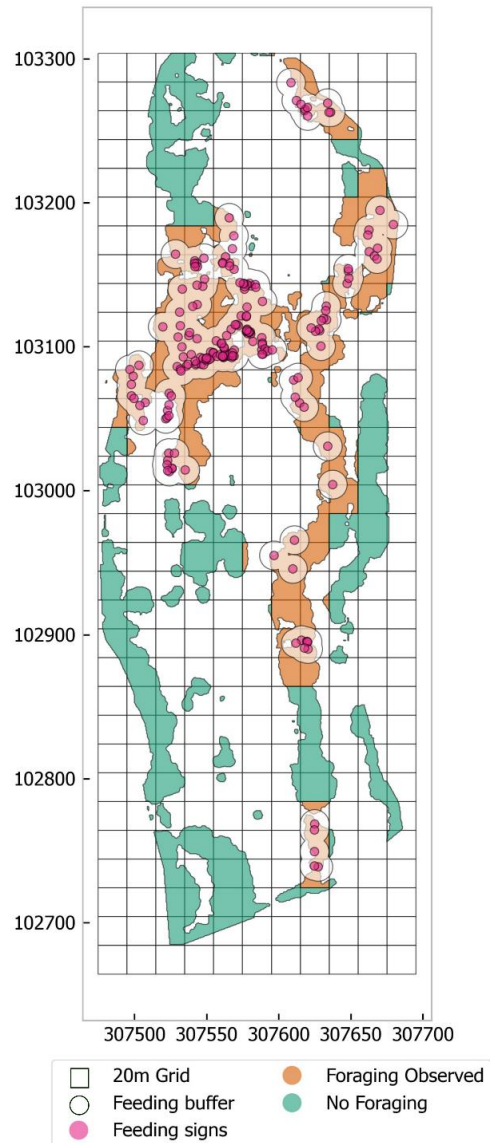 103300
103200
103100
103000
102900
102800
102700
307500 307550 307600 307650 307700
20m Grid
Feeding buffer
Feeding signs
Foraging Observed
No Foraging